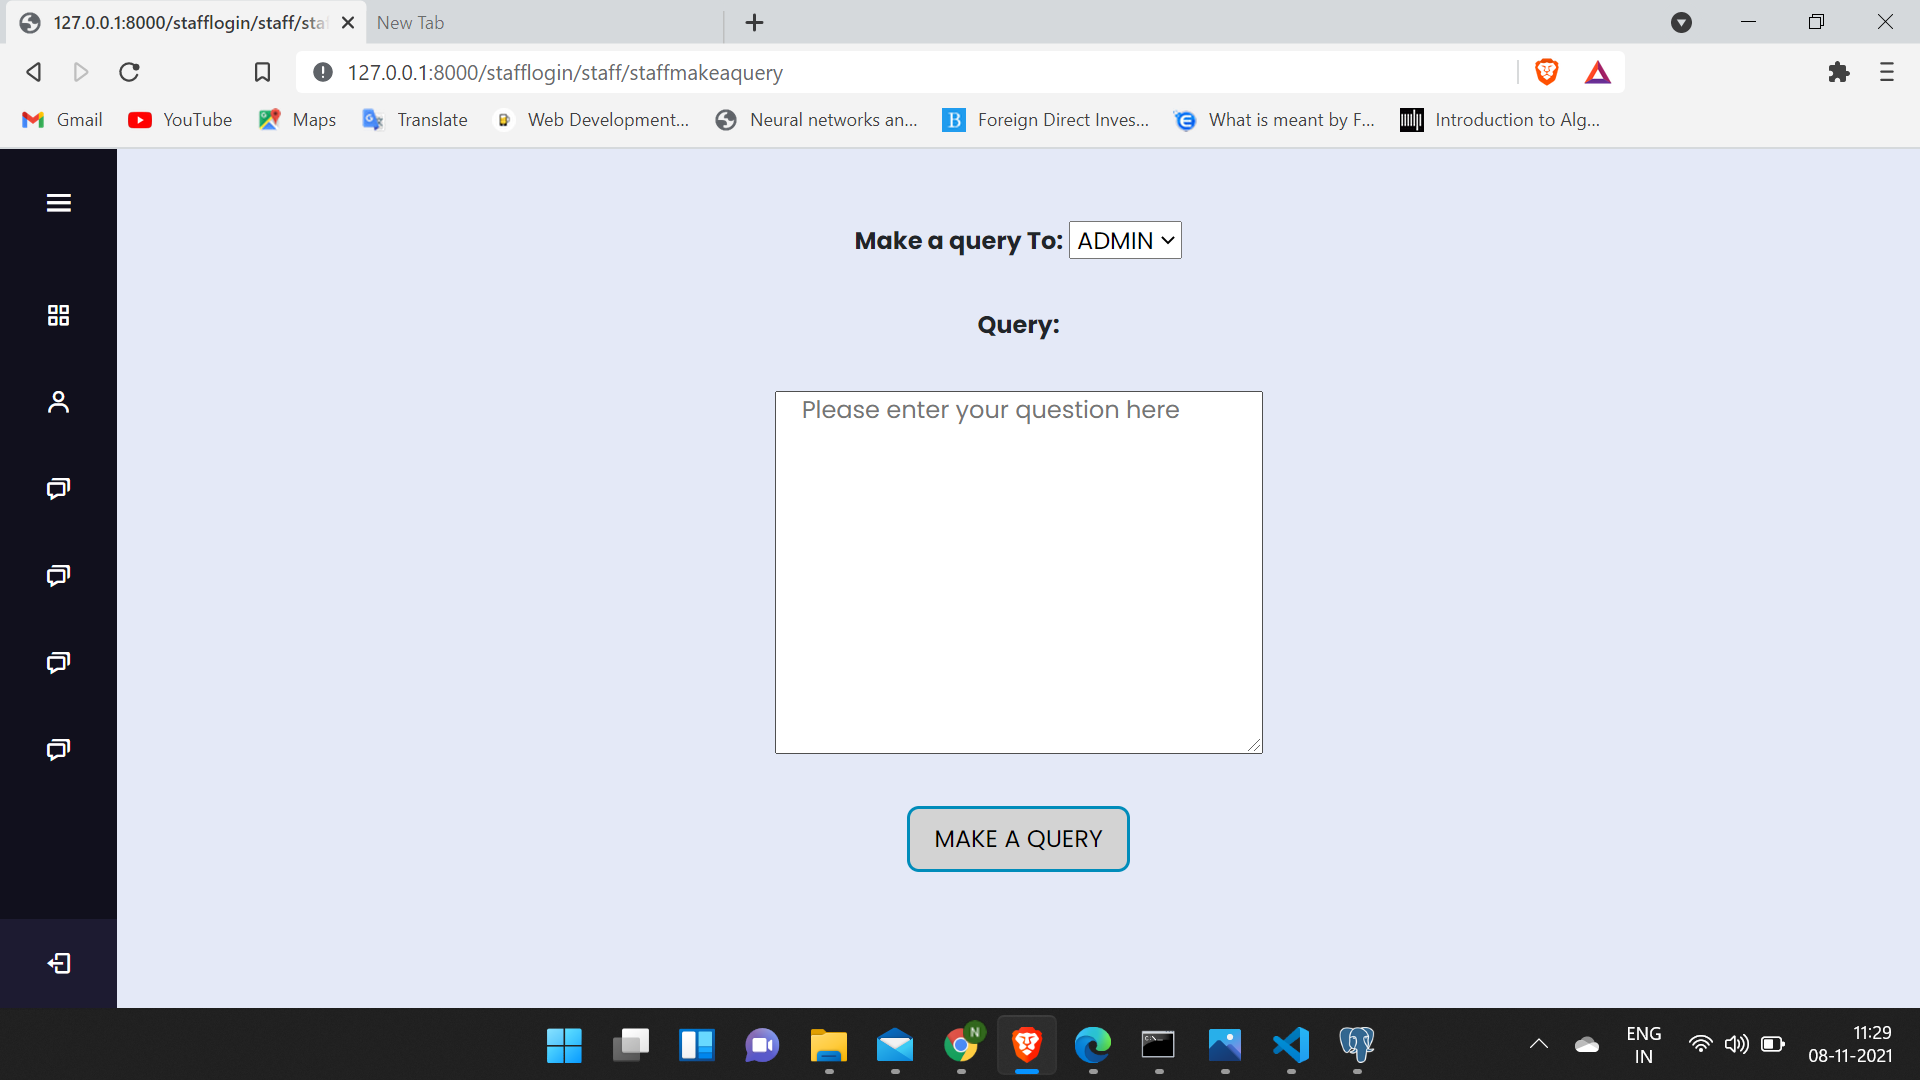 127.0.0.1:8000/stafflogin/staff/sta
New Tab
127.0.0.1:8000/stafflogin/staff/staffmakeaquery
Gmail
YouTube
Maps
Translate
Web Development...
Neural networks an...
B
Foreign Direct Inves...
What is meant by F...
Introduction to Alg...
Make a query To: ADMIN
Query:
Please enter your question here
MAKE A QUERY
N
ENG
IN
11:29
08-11-2021